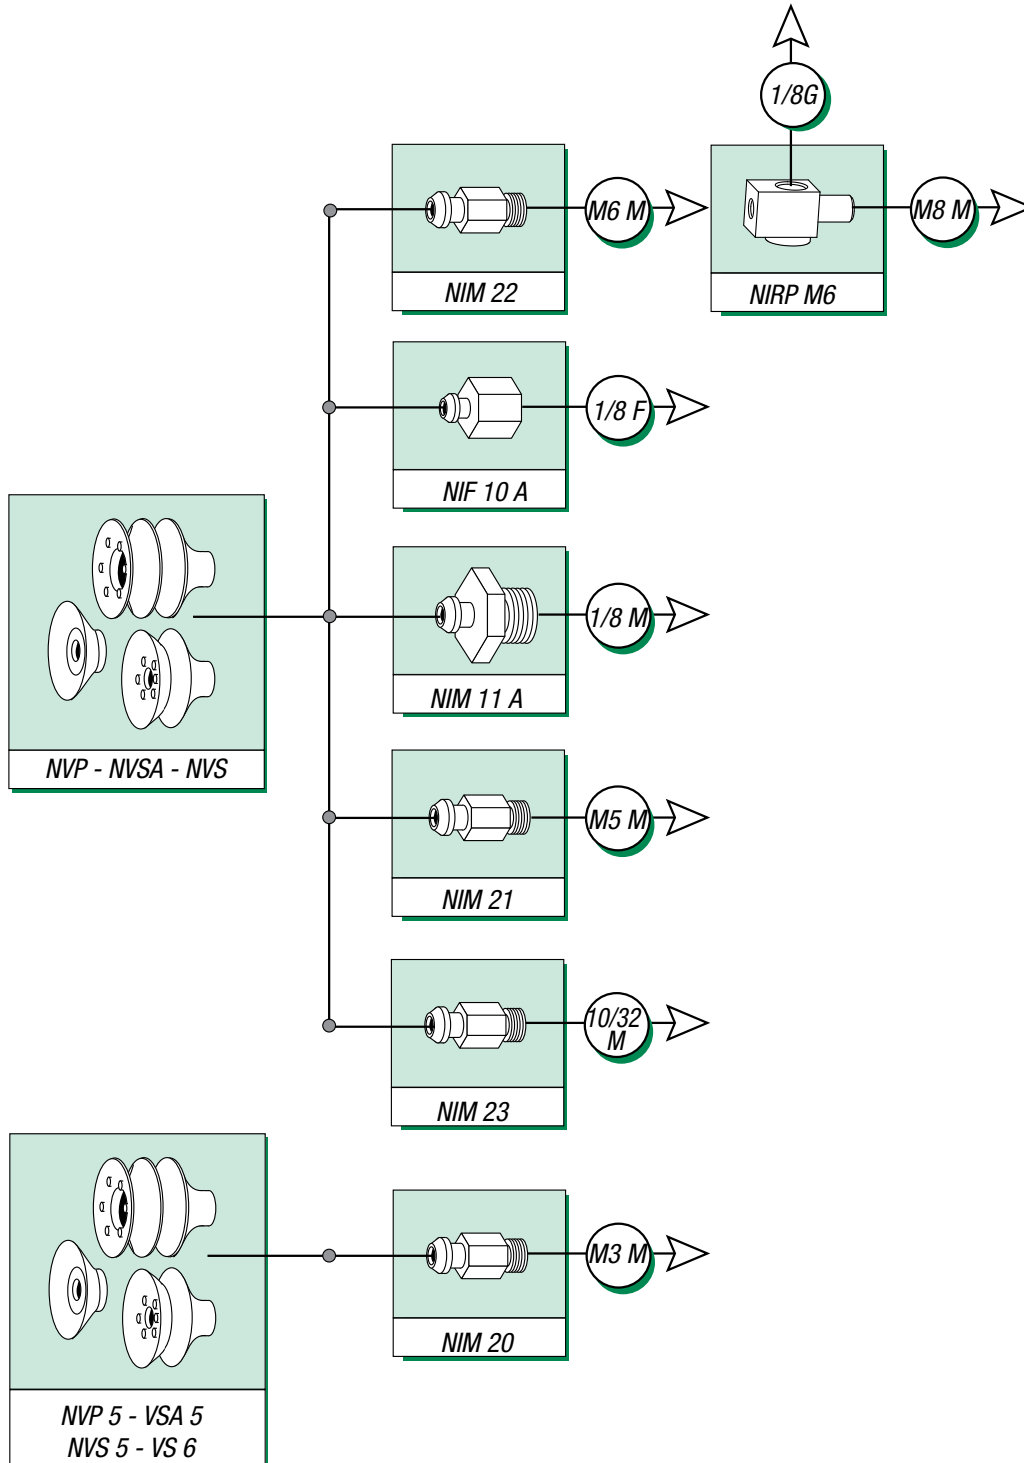 1/8G
M6 M
M8 M
NIM 22
NIRP M6
1/8 F
NIF 10 A
1/8 M
NIM 11 A
NVP - NVSA - NVS
M5 M
NIM 21
10/32
M
NIM 23
M3 M
NIM 20
NVP 5 - VSA 5
NVS 5 - VS 6